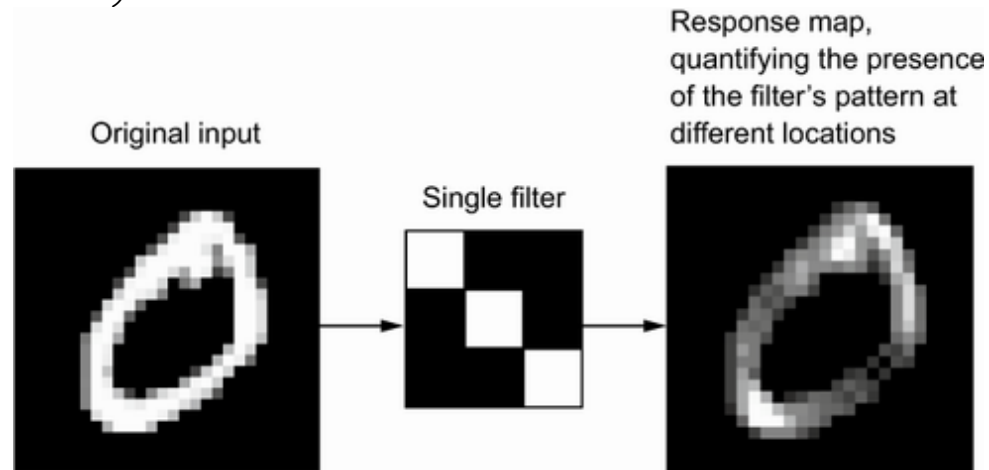 Original input
Single filter
Response map,
quantifying the presence
of the filter's pattern at
different locations